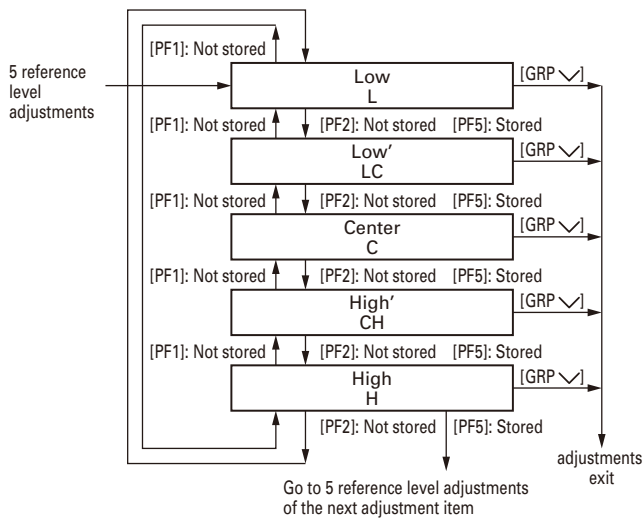 [PF1]: Not stored
5 reference
level
adjustments
Low
L
[GRP ∨]
[PF1]: Not stored
[PF2]: Not stored [PF5]: Stored
Low'
LC
[GRP ∨]
[PF1]: Not stored
[PF2]: Not stored [PF5]: Stored
Center
C
[GRP ∨]
[PF1]: Not stored
[PF2]: Not stored [PF5]: Stored
High'
CH
[GRP ∨]
[PF1]: Not stored
[PF2]: Not stored [PF5]: Stored
High
H
[GRP ∨]
[PF2]: Not stored [PF5]: Stored
adjustments
exit
Go to 5 reference level adjustments
of the next adjustment item